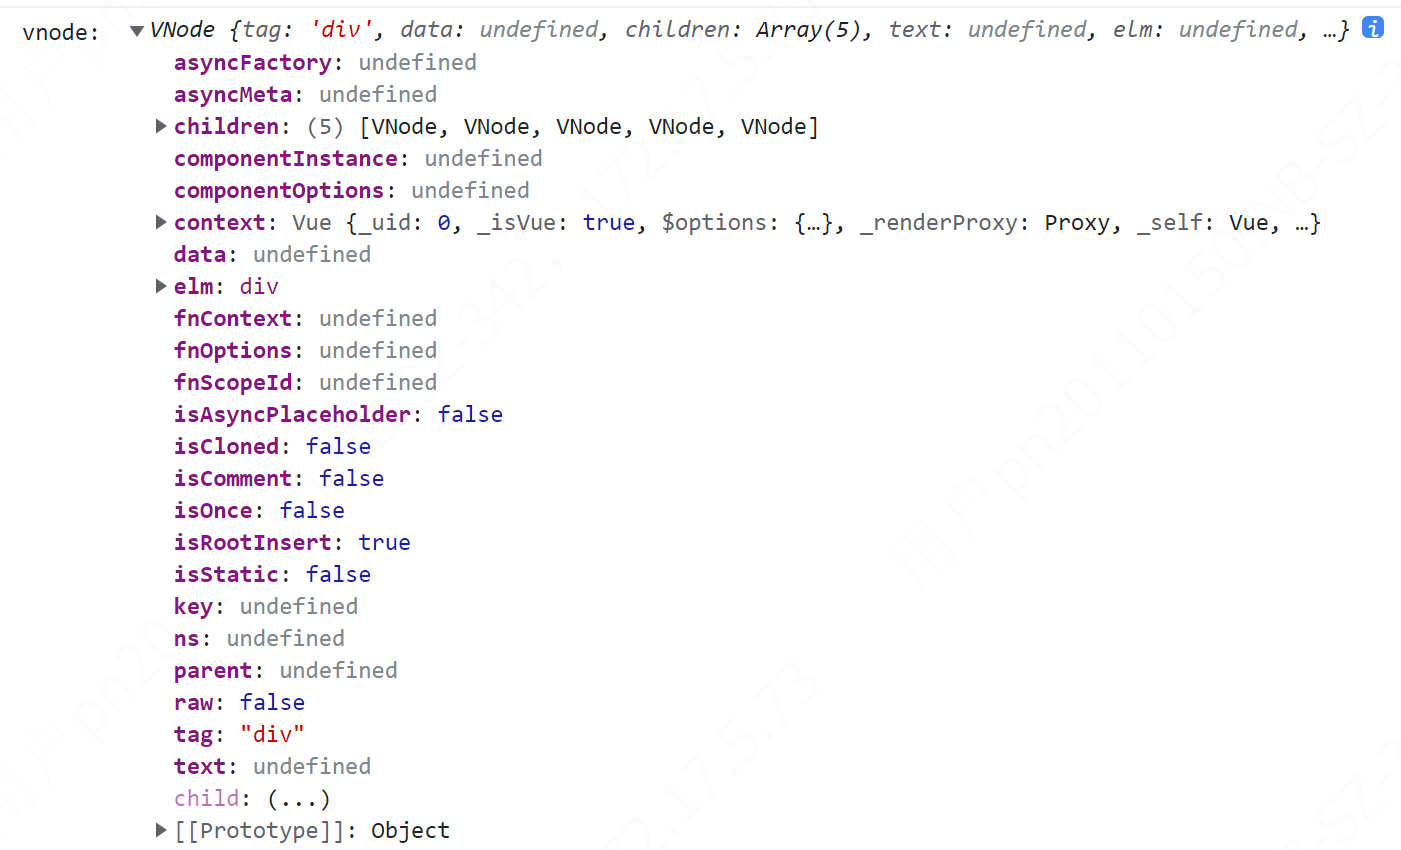 vnode: ▼VNode {tag: 'div', data: undefined, children: Array(5), text: undefined, elm: undefined, …} i
asyncFactory: undefined
asyncMeta: undefined
▶children: (5) [VNode, VNode, VNode, VNode, VNode]
componentInstance: undefined
componentOptions: undefined
▶context: Vue {_uid: 0, _isVue: true, $options: {…}, _renderProxy: Proxy, _self: Vue, …}
data: undefined
▶elm: div
fnContext: undefined
fnOptions: undefined
fnScopeId: undefined
isAsyncPlaceholder: false
isCloned: false
isComment: false
isOnce: false
isRootInsert: true
isStatic: false
key: undefined
ns: undefined
parent: undefined
raw: false
tag: "div"
text: undefined
child: (...)
▶[[Prototype]]: Object